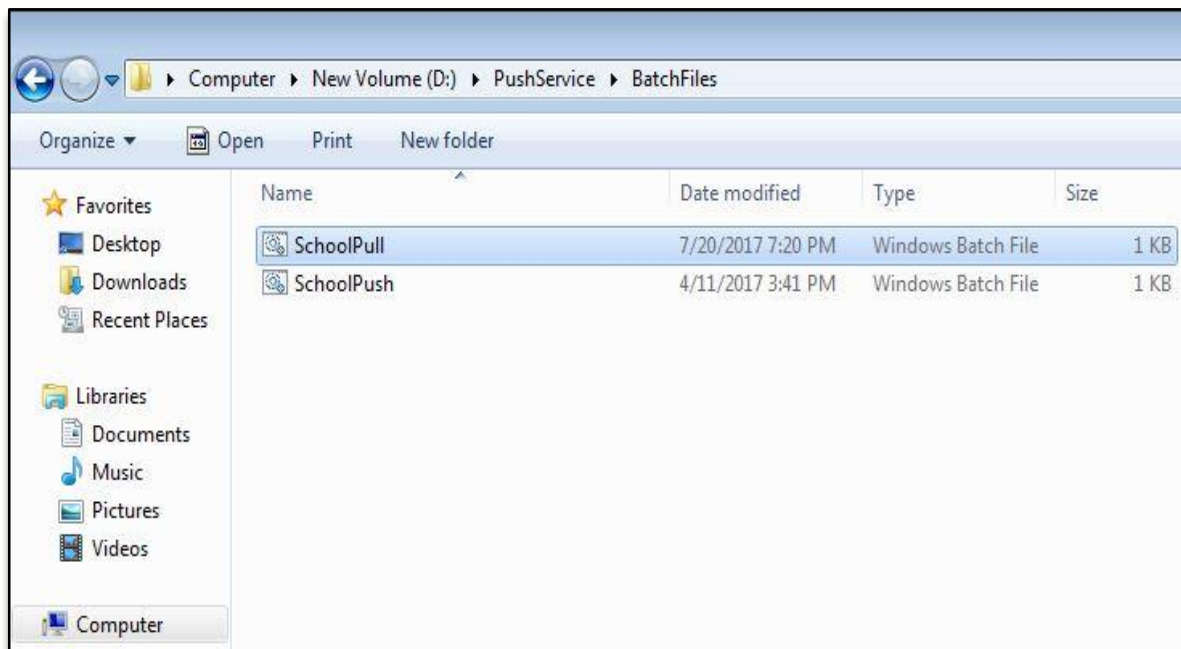 Computer New Volume (D:) PushService BatchFiles
Organize Open Print New folder
Name Date modified Type Size
Favorites
Desktop
Downloads
Recent Places
Libraries
Documents
Music
Pictures
Videos
Computer
SchoolPull 7/20/2017 7:20 PM Windows Batch File 1 KB
SchoolPush 4/11/2017 3:41 PM Windows Batch File 1 KB